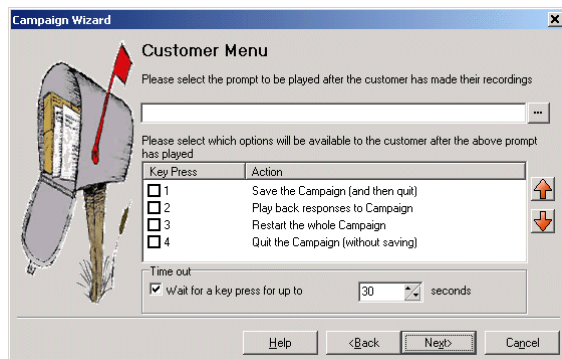 Campaign Wizard
Customer Menu
Please select the prompt to be played after the customer has made their recordings
...
Please select which options will be available to the customer after the above prompt
has played
Key Press Action
1 Save the Campaign (and then quit)
2 Play back responses to Campaign
3 Restart the whole Campaign
4 Quit the Campaign (without saving)
Time out
Wait for a key press for up to 30 seconds
Help <Back Next> Cancel